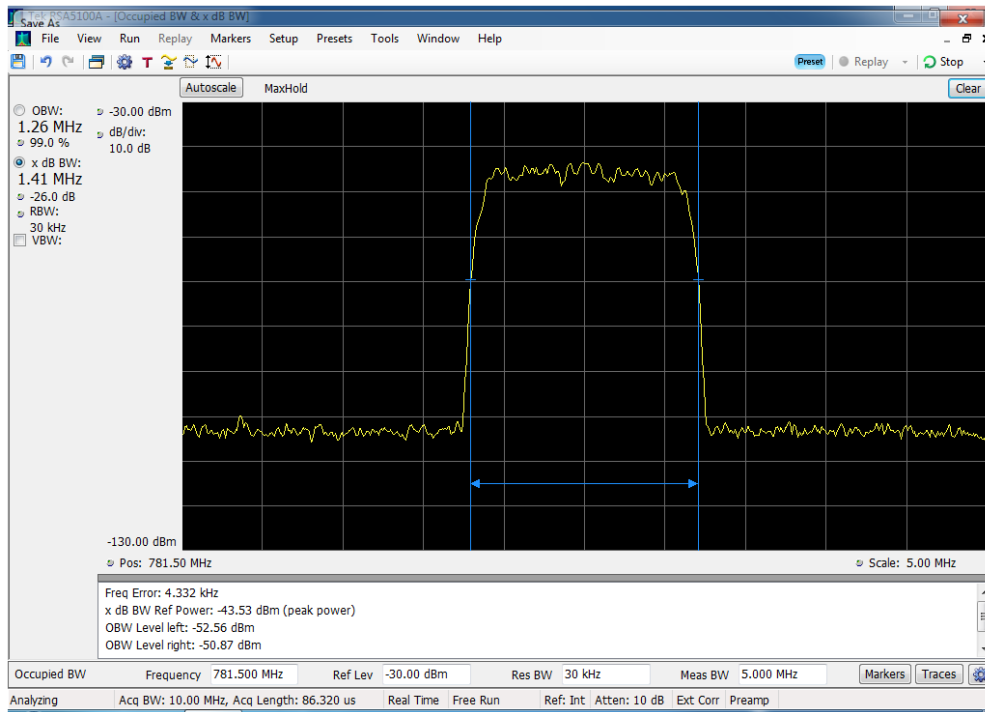 Tek RSA5100A - [Occupied BW & x dB BW]
Save As
File View Run Replay Markers Setup Presets Tools Window Help
T Preset Replay Stop
Autoscale MaxHold Clear
OBW:
1.26 MHz
99.0 %
x dB BW:
1.41 MHz
-26.0 dB
RBW:
30 kHz
VBW:
-30.00 dBm
dB/div:
10.0 dB
-130.00 dBm
Pos: 781.50 MHz Scale: 5.00 MHz
Freq Error: 4.332 kHz
x dB BW Ref Power: -43.53 dBm (peak power)
OBW Level left: -52.56 dBm
OBW Level right: -50.87 dBm
Occupied BW Frequency 781.500 MHz Ref Lev -30.00 dBm Res BW 30 kHz Meas BW 5.000 MHz Markers Traces
Analyzing Acq BW: 10.00 MHz, Acq Length: 86.320 us Real Time Free Run Ref: Int Atten: 10 dB Ext Corr Preamp